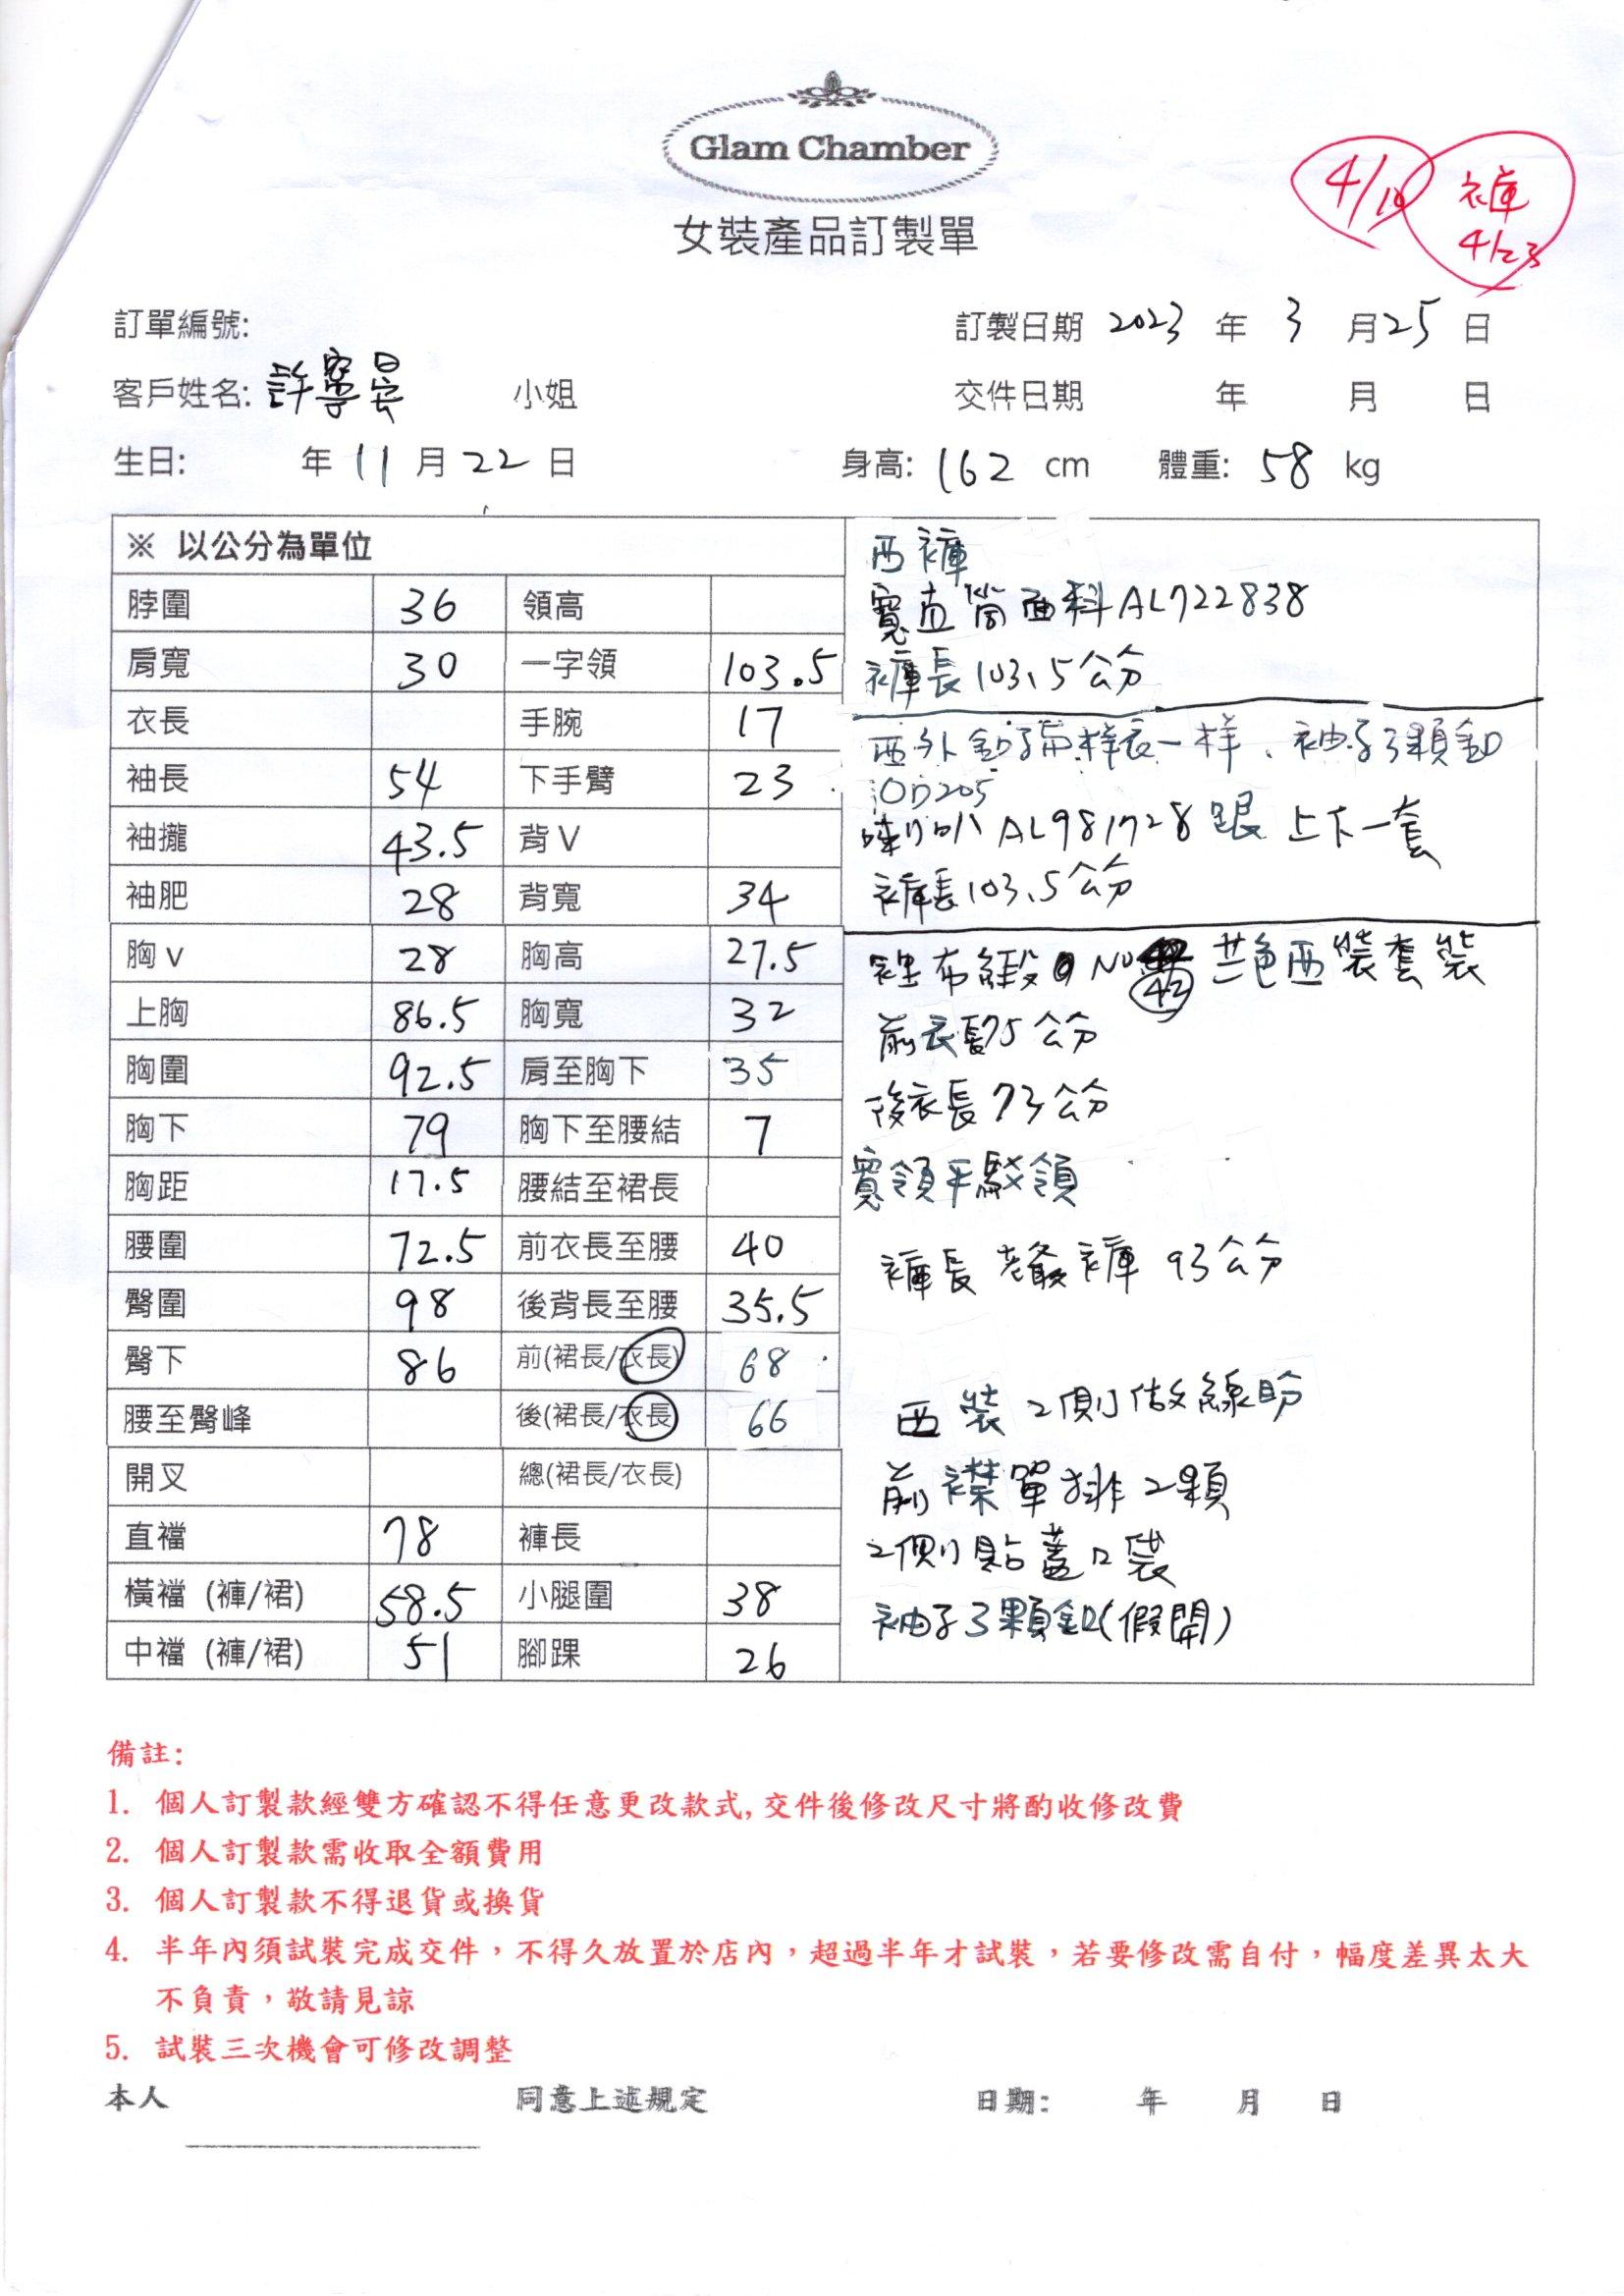 Glam Chamber
女裝產品訂製單
4/10
褲
4/23
訂單編號: 訂製日期 2023 年 3 月 25 日
客戶姓名: 許 小姐 交件日期 年 月 日
生日: 年 11 月 22 日 身高: 162 cm 體重: 58 kg
※ 以公分為單位
脖圍 36 領高
肩寬 30 一字領 103.5
衣長 手腕 17
袖長 54 下手臂 23
袖攏 43.5 背V
袖肥 28 背寬 34
胸v 28 胸高 27.5
上胸 86.5 胸寬 32
胸圍 92.5 肩至胸下 35
胸下 79 胸下至腰結 7
胸距 17.5 腰結至裙長
腰圍 72.5 前衣長至腰 40
臀圍 98 後背長至腰 35.5
臀下 86 前(裙長/衣長) 68
腰至臀峰 後(裙長/衣長) 66
開叉 總(裙長/衣長)
直襠 78 褲長
橫襠 (褲/裙) 58.5 小腿圍 38
中襠 (褲/裙) 51 腳踝 26
西褲
寬直筒面料AL722838
褲長103.5公分
西外 樣衣一样、袖子3顆釦
OD205
喇叭 AL981728 跟上下一套
褲長103.5公分
裡布緞 NO 42 色西裝套裝
前衣長75公分
後衣長73公分
寬領平駁領
褲長 老爺褲 93公分
西裝2側做線
前襟單排2顆
2側貼蓋口袋
袖子3顆釦(假開)
備註:
1. 個人訂製款經雙方確認不得任意更改款式,交件後修改尺寸將酌收修改費
2. 個人訂製款需收取全額費用
3. 個人訂製款不得退貨或換貨
4. 半年內須試裝完成交件，不得久放置於店內，超過半年才試裝，若要修改需自付，幅度差異太大
不負責，敬請見諒
5. 試裝三次機會可修改調整
本人 同意上述規定 日期: 年 月 日